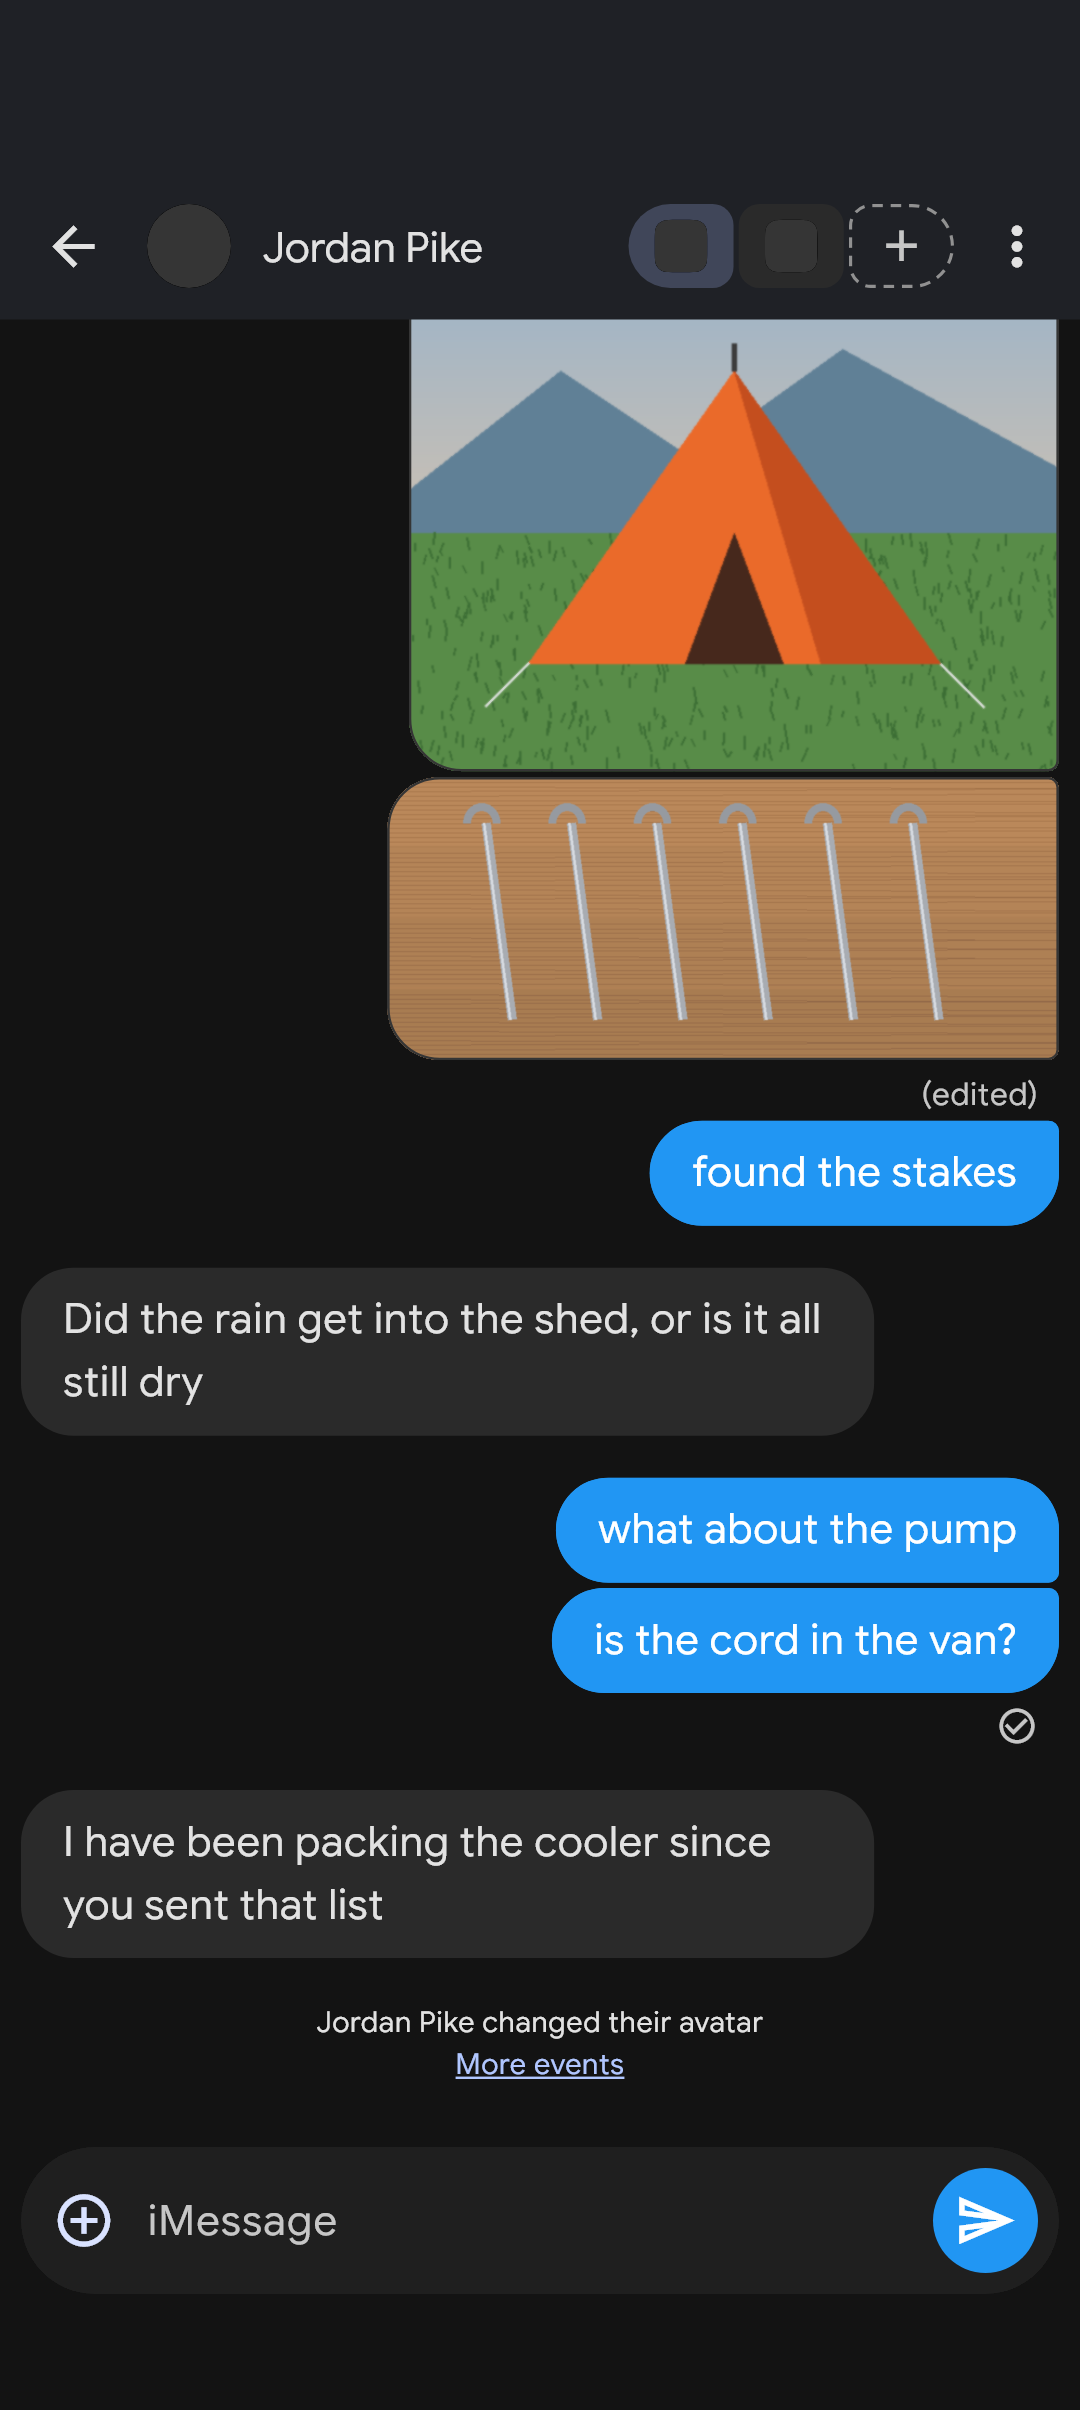 Jordan Pike
(edited)
found the stakes
Did the rain get into the shed, or is it all
still dry
what about the pump
is the cord in the van?
I have been packing the cooler since
you sent that list
Jordan Pike changed their avatar
More events
iMessage